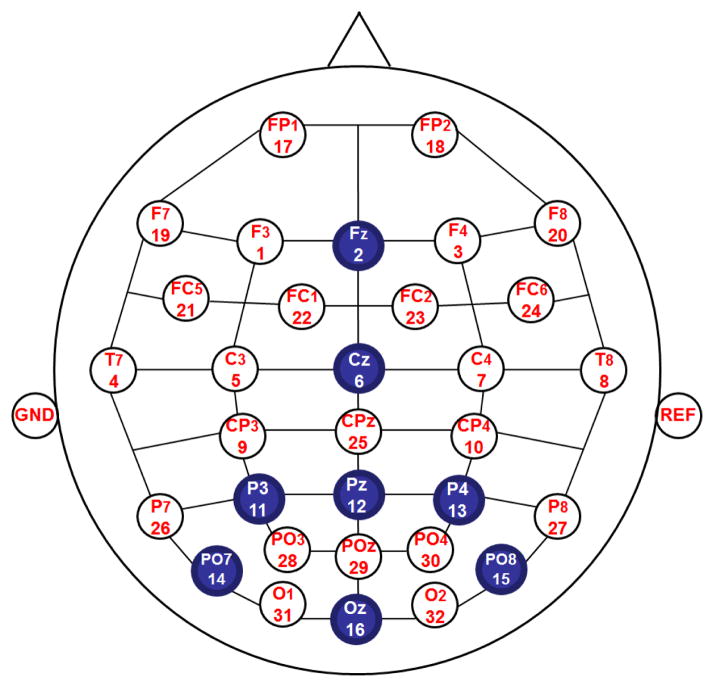 FP1
17
FP2
18
F7
19
F3
1
Fz
2
F4
3
F8
20
FC5
21
FC1
22
FC2
23
FC6
24
T7
4
C3
5
Cz
6
C4
7
T8
8
GND
REF
CP3
9
CPz
25
CP4
10
P7
26
P3
11
Pz
12
P4
13
P8
27
PO3
28
POz
29
PO4
30
PO7
14
PO8
15
O1
31
Oz
16
O2
32